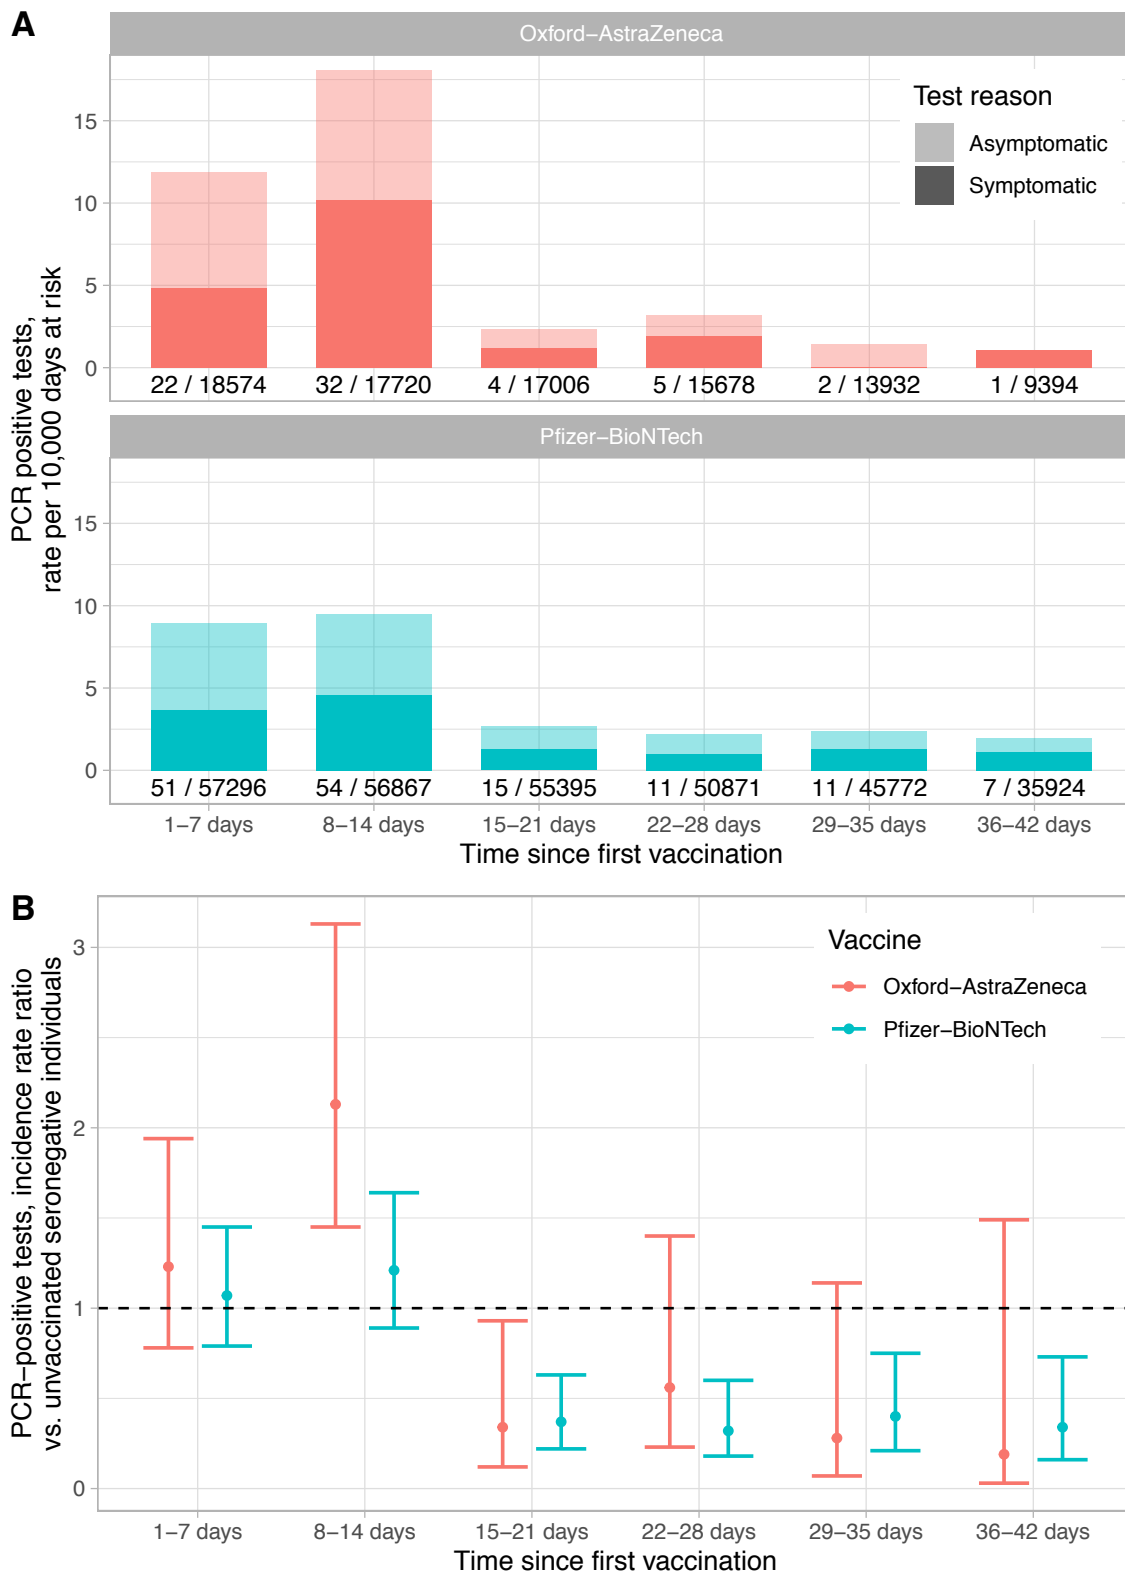 A
Oxford−AstraZeneca
Test reason
Asymptomatic
Symptomatic
15
10
5
0
22 / 18574 32 / 17720 4 / 17006 5 / 15678 2 / 13932 1 / 9394
PCR positive tests,
rate per 10,000 days at risk
Pfizer−BioNTech
15
10
5
0
51 / 57296 54 / 56867 15 / 55395 11 / 50871 11 / 45772 7 / 35924
1−7 days 8−14 days 15−21 days 22−28 days 29−35 days 36−42 days
Time since first vaccination
B
PCR−positive tests, incidence rate ratio
vs. unvaccinated seronegative individuals
3
2
1
0
Vaccine
Oxford−AstraZeneca
Pfizer−BioNTech
1−7 days 8−14 days 15−21 days 22−28 days 29−35 days 36−42 days
Time since first vaccination